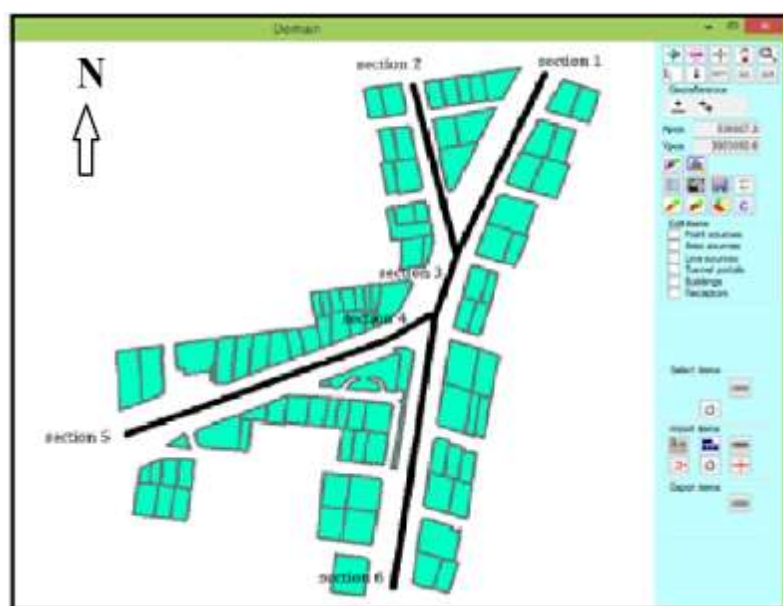 Domain
N
section 1
section 2
section 3
section 4
section 5
section 6
Georeference
Xpos
Ypos
Edit items
Point sources
Area sources
Line sources
Tunnel portals
Buildings
Receptors
Select items
Import items
Export items